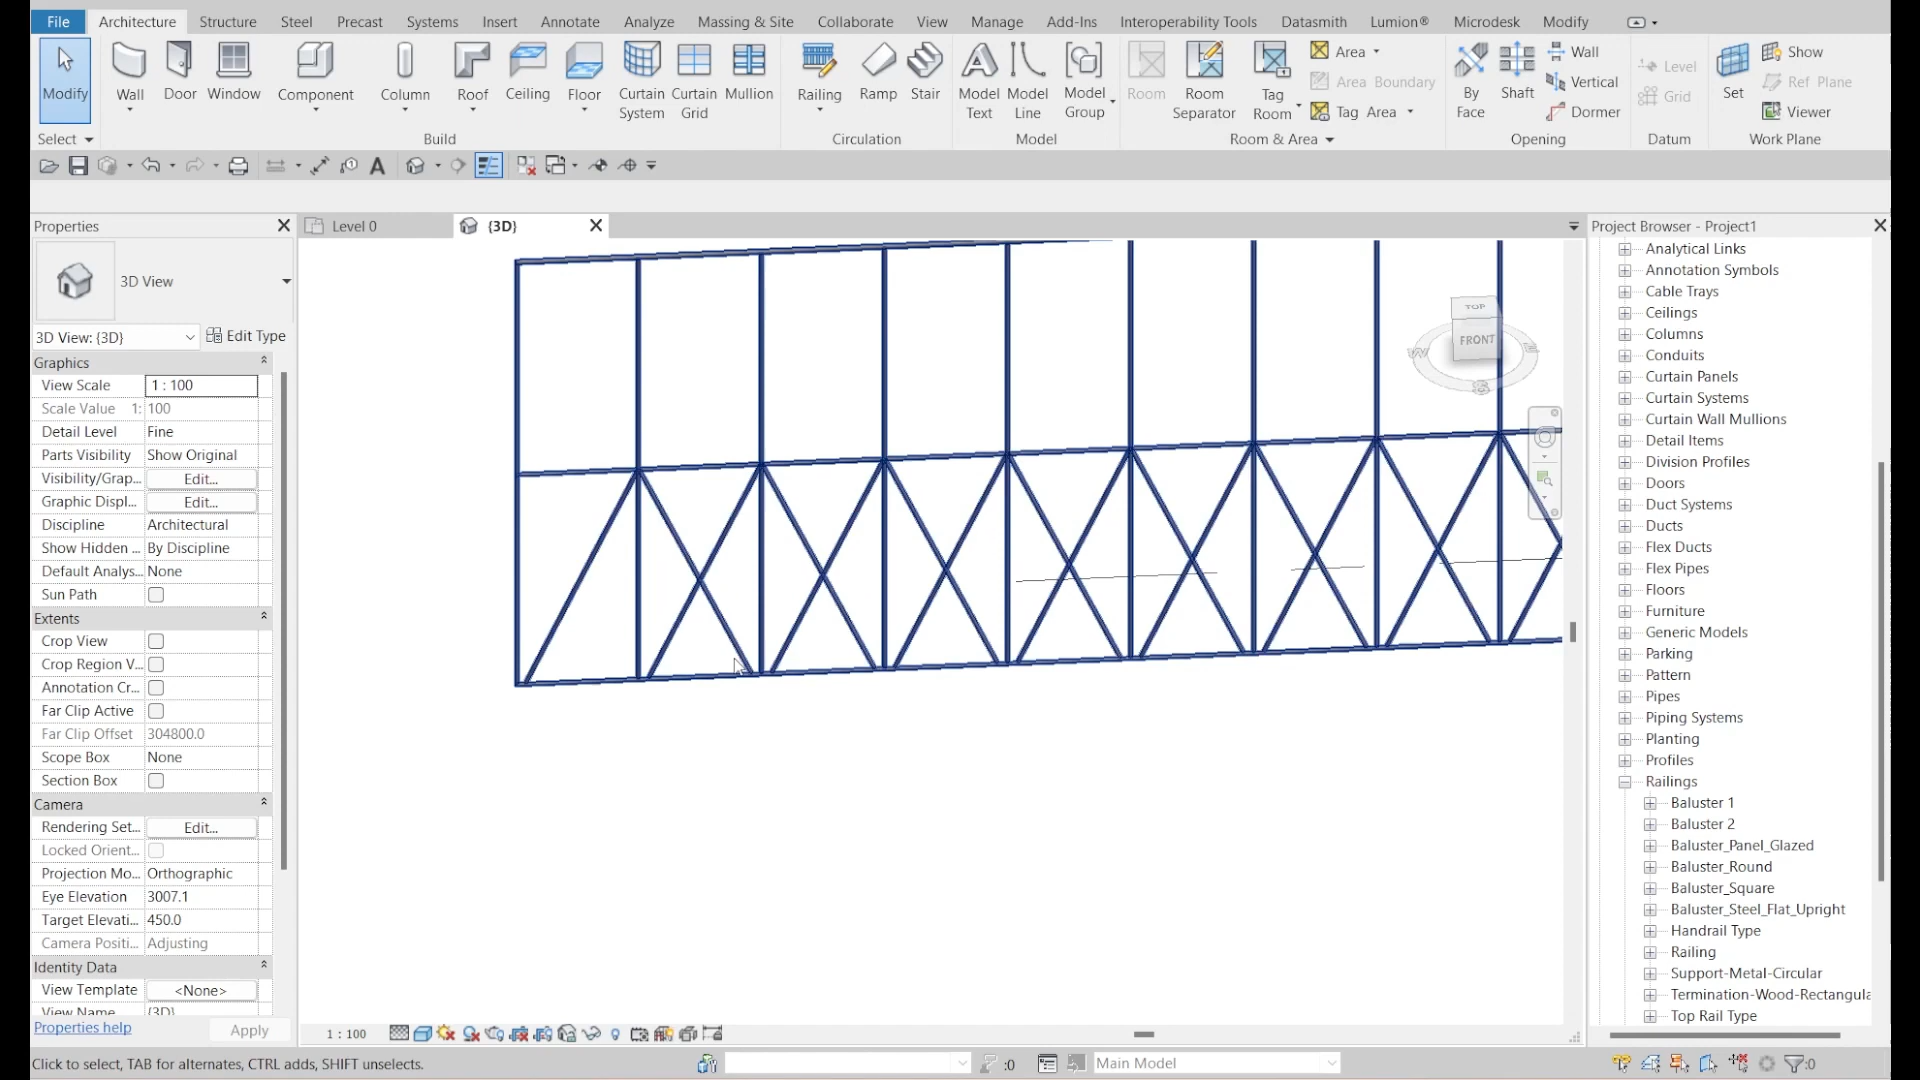 File Architecture Structure Steel Precast Systems Insert Annotate Analyze Massing & Site Collaborate View Manage Add-Ins Interoperability Tools Datasmith Lumion® Microdesk Modify
Modify Wall Door Window Component Column Roof Ceiling Floor Curtain System Curtain Grid Mullion Railing Ramp Stair Model Text Model Line Model Group Room Room Separator Tag Room
Area
Area Boundary
Tag Area
By Face
Shaft
Wall
Vertical
Dormer
Level
Grid
Set
Show
Ref Plane
Viewer
Select Build Circulation Model Room & Area Opening Datum Work Plane
Properties
3D View
3D View: {3D} Edit Type
Graphics
View Scale 1 : 100
Scale Value 1: 100
Detail Level Fine
Parts Visibility Show Original
Visibility/Grap... Edit...
Graphic Displ... Edit...
Discipline Architectural
Show Hidden ... By Discipline
Default Analys... None
Sun Path
Extents
Crop View
Crop Region V...
Annotation Cr...
Far Clip Active
Far Clip Offset 304800.0
Scope Box None
Section Box
Camera
Rendering Set... Edit...
Locked Orient...
Projection Mo... Orthographic
Eye Elevation 3007.1
Target Elevati... 450.0
Camera Positi... Adjusting
Identity Data
View Template <None>
View Name {3D}
Properties help Apply
Level 0 {3D}
TOP
FRONT
W E
S
1 : 100
Project Browser - Project1
Analytical Links
Annotation Symbols
Cable Trays
Ceilings
Columns
Conduits
Curtain Panels
Curtain Systems
Curtain Wall Mullions
Detail Items
Division Profiles
Doors
Duct Systems
Ducts
Flex Ducts
Flex Pipes
Floors
Furniture
Generic Models
Parking
Pattern
Pipes
Piping Systems
Planting
Profiles
Railings
Baluster 1
Baluster 2
Baluster_Panel_Glazed
Baluster_Round
Baluster_Square
Baluster_Steel_Flat_Upright
Handrail Type
Railing
Support-Metal-Circular
Termination-Wood-Rectangula
Top Rail Type
Click to select, TAB for alternates, CTRL adds, SHIFT unselects. :0 Main Model :0